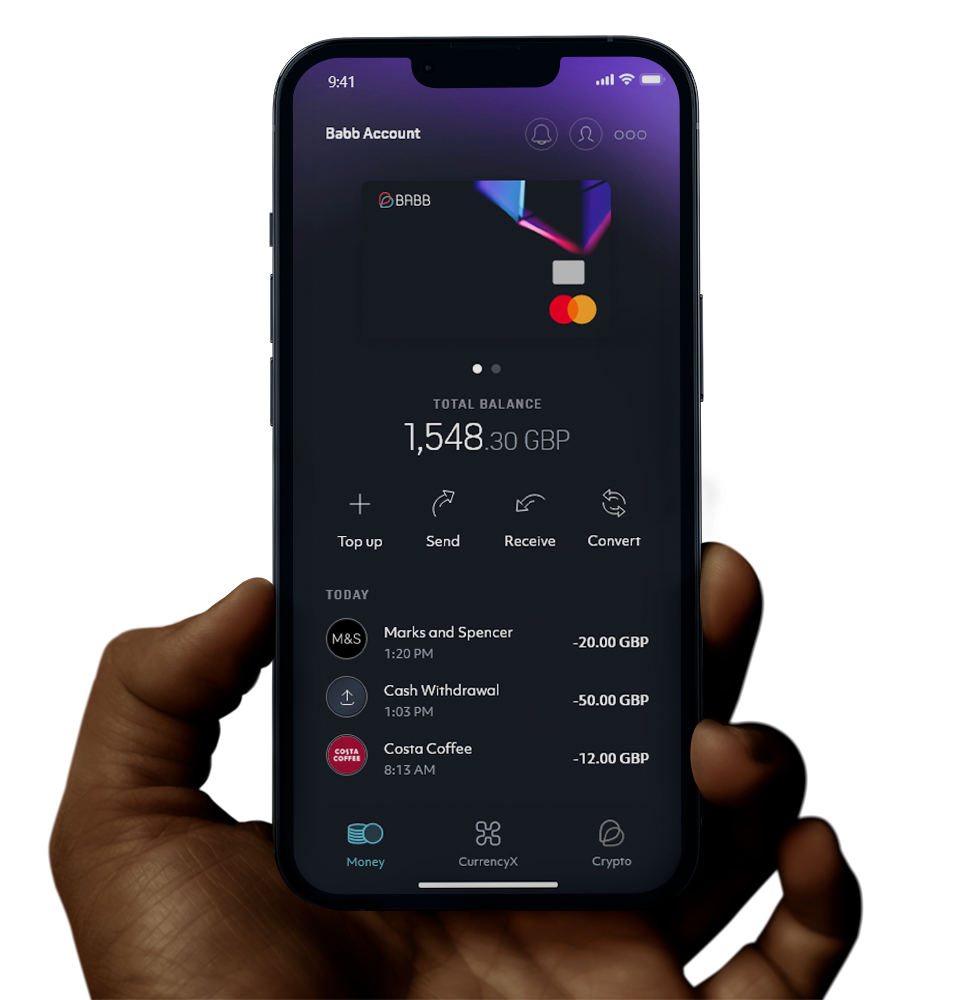 9:41
Babb Account
BABB
TOTAL BALANCE
1,548.30 GBP
Top up Send Receive Convert
TODAY
M&S Marks and Spencer -20.00 GBP
1:20 PM
Cash Withdrawal -50.00 GBP
1:03 PM
COSTA
COFFEE
Costa Coffee -12.00 GBP
8:13 AM
Money CurrencyX Crypto